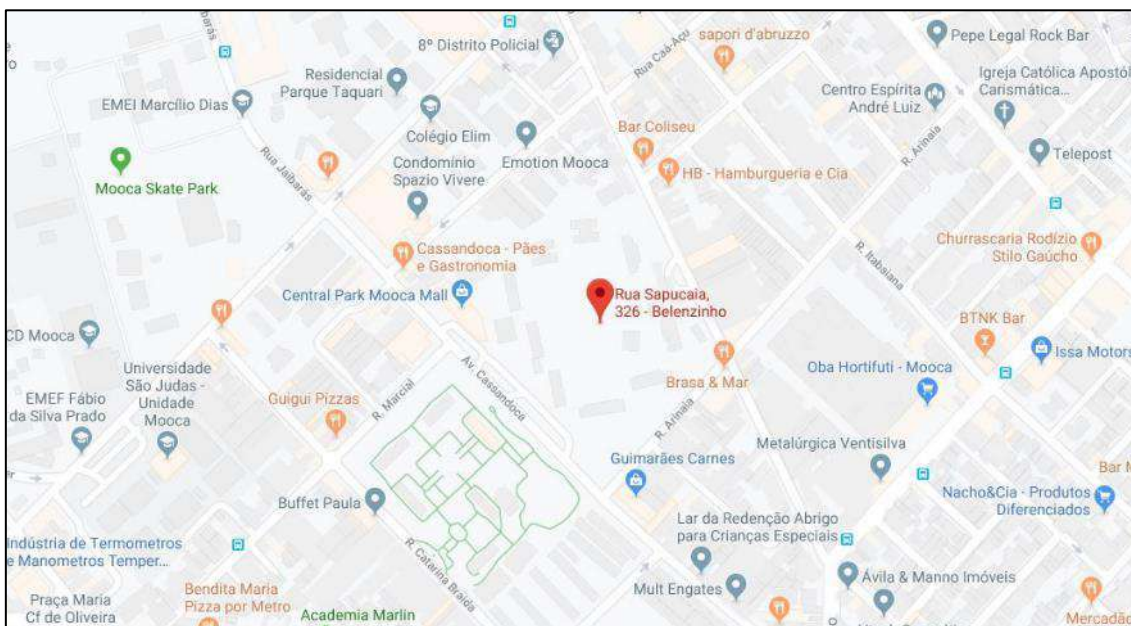 8º Distrito Policial
sapori d'abruzzo
Pepe Legal Rock Bar
Rua Caá-Açu
Residencial
Parque Taquari
Igreja Católica Apostól
Carismática...
EMEI Marcílio Dias
Centro Espírita
André Luiz
Colégio Elim
Bar Coliseu
R. Arinaia
Telepost
Emotion Mooca
Rua Jaibarás
Condomínio
Spazio Vivere
HB - Hamburgueria e Cia
Mooca Skate Park
Churrascaria Rodízio
Stilo Gaúcho
Cassandoca - Pães
e Gastronomia
R. Itabaiana
Central Park Mooca Mall
Rua Sapucaia,
326 - Belenzinho
BTNK Bar
CD Mooca
Issa Motors
Oba Hortifuti - Mooca
Universidade
São Judas -
Unidade
Mooca
Av. Cassandoca
Brasa & Mar
EMEF Fábio
da Silva Prado
Guigui Pizzas
R. Marcial
R. Arinaia
Metalúrgica Ventisilva
Guimarães Carnes
Bar M
Buffet Paula
Nacho&Cia - Produtos
Diferenciados
Lar da Redenção Abrigo
para Crianças Especiais
Indústria de Termometros
e Manometros Temper...
R. Catarina Braida
Mult Engates
Ávila & Manno Imóveis
Bendita Maria
Pizza por Metro
Praça Maria
Cf de Oliveira
Academia Marlin
Mercadão